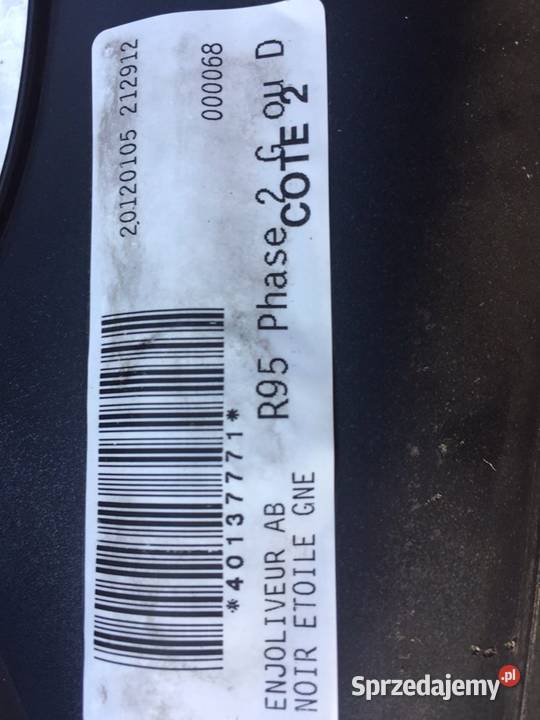 20120105 212912
000068
*40137771*
R95 Phase 2 G ou D
COTE 2
ENJOLIVEUR AB
NOIR ETOILE GNE
Sprzedajemy.pl